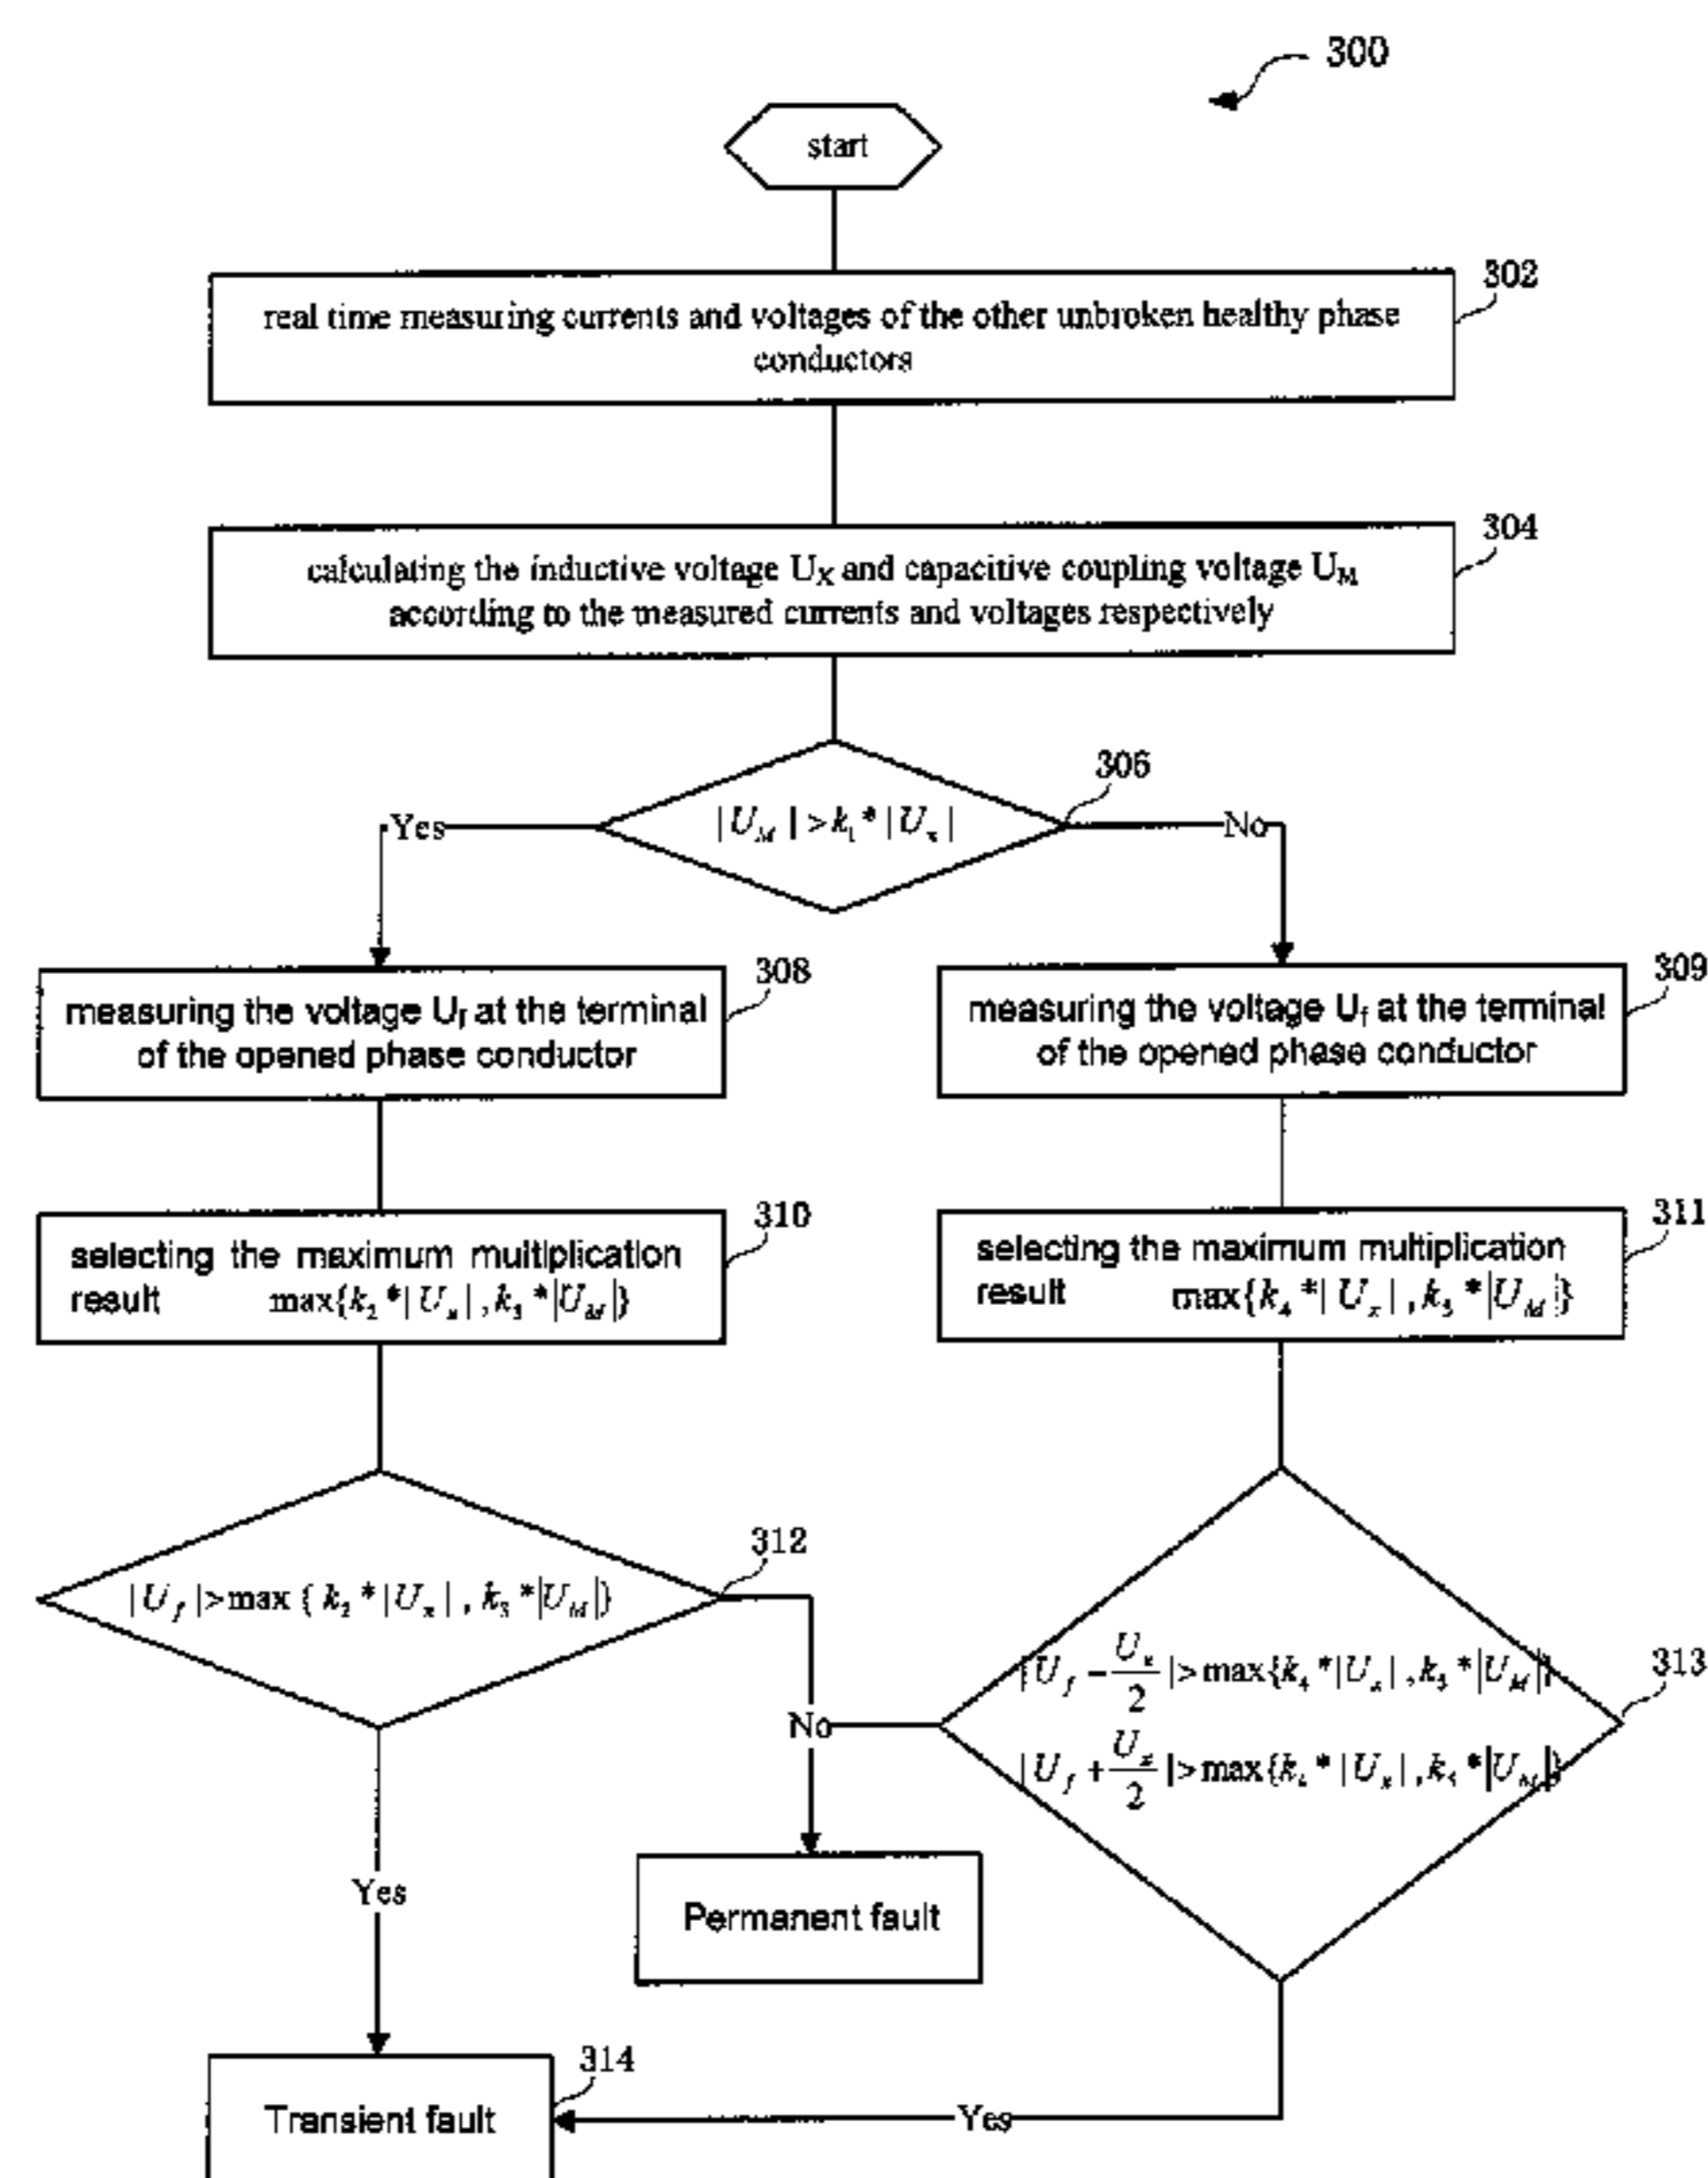 300
start
302
real time measuring currents and voltages of the other unbroken healthy phase
conductors
304
calculating the inductive voltage U_X and capacitive coupling voltage U_M
according to the measured currents and voltages respectively
306
|U_M| > k_1 * |U_x|
Yes
No
308
measuring the voltage U_f at the terminal
of the opened phase conductor
309
measuring the voltage U_f at the terminal
of the opened phase conductor
310
selecting the maximum multiplication
result max{k_2 * |U_x|, k_3 * |U_M|}
311
selecting the maximum multiplication
result max{k_4 * |U_x|, k_5 * |U_M|}
312
|U_f| > max{k_2 * |U_x|, k_3 * |U_M|}
313
|U_f - U_x/2| > max{k_4 * |U_x|, k_5 * |U_M|}
|U_f + U_x/2| > max{k_4 * |U_x|, k_5 * |U_M|}
No
Yes
Permanent fault
314
Transient fault
Yes